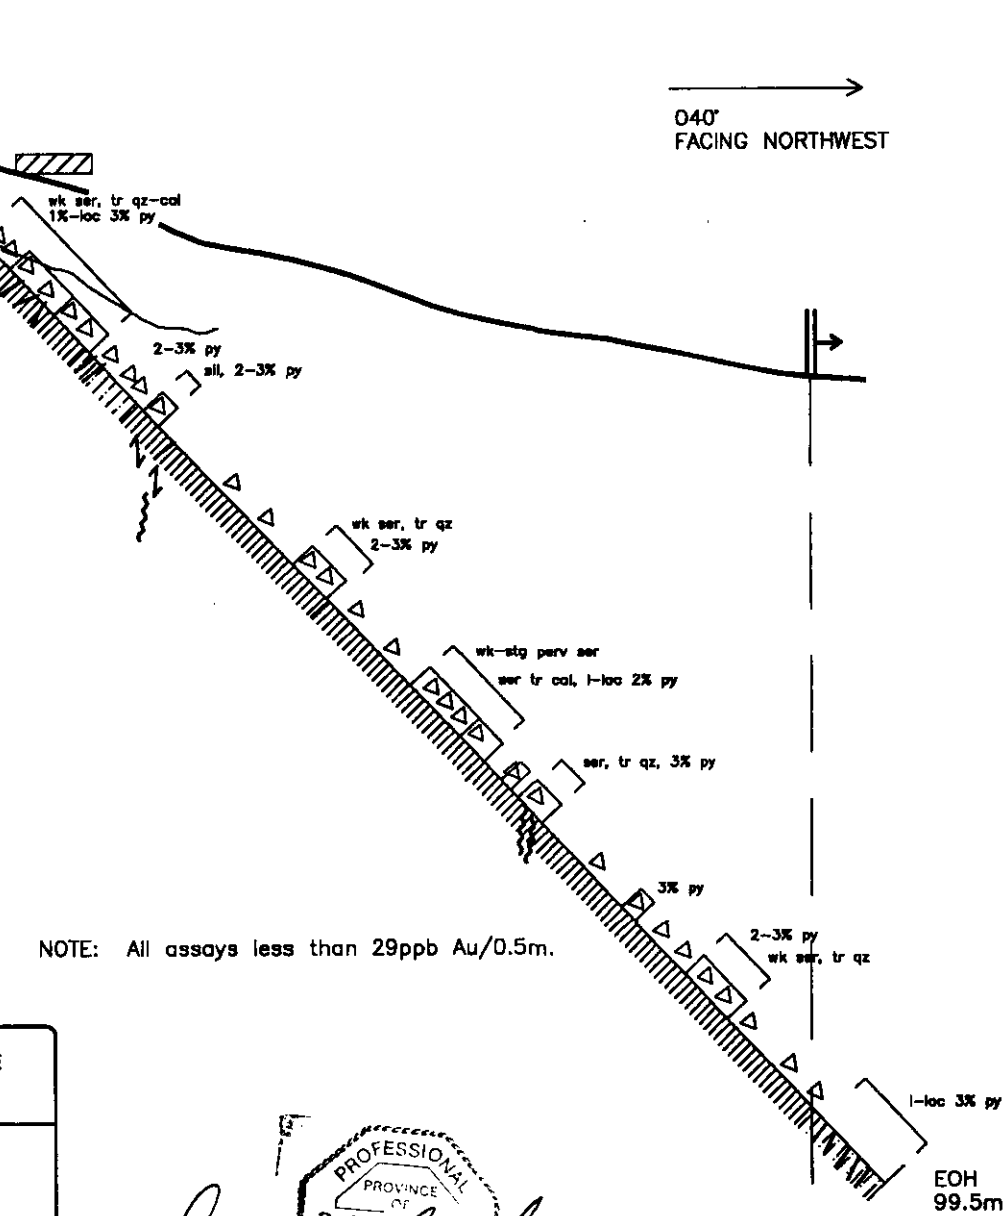 040°
FACING NORTHWEST
wk ser, tr qz-cal
1%-loc 3% py
2-3% py
sil, 2-3% py
wk ser, tr qz
2-3% py
wk-stg perv ser
ser tr cal, l-loc 2% py
ser, tr qz, 3% py
3% py
NOTE: All assays less than 29ppb Au/0.5m.
2-3% py
wk ser, tr qz
l-loc 3% py
EOH
99.5m
PROFESSIONAL
PROVINCE
OF